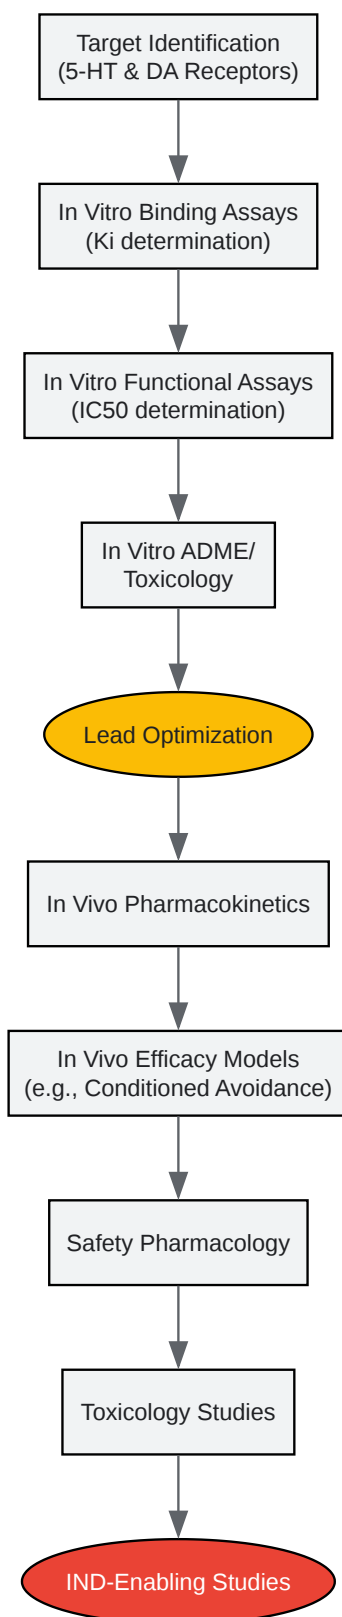 Target Identification
(5-HT & DA Receptors)
In Vitro Binding Assays
(Ki determination)
In Vitro Functional Assays
(IC50 determination)
In Vitro ADME/
Toxicology
Lead Optimization
In Vivo Pharmacokinetics
In Vivo Efficacy Models
(e.g., Conditioned Avoidance)
Safety Pharmacology
Toxicology Studies
IND-Enabling Studies